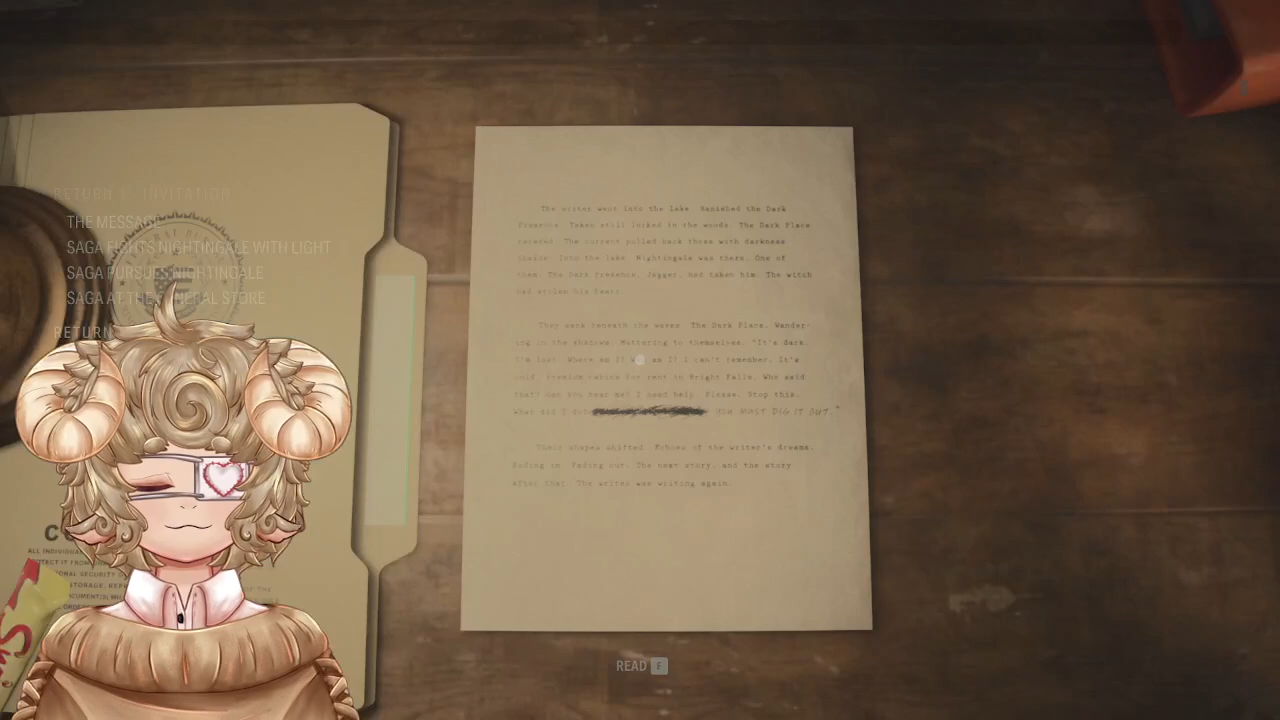 RETURN 1: INVITATION
THE MESSAGE
SAGA FIGHTS NIGHTINGALE WITH LIGHT
SAGA PURSUES NIGHTINGALE
SAGA AT THE GENERAL STORE
RETURN
The writer went into the lake. Banished the Dark
Presence. Taken still lurked in the woods. The Dark Place
The current pulled back those with darkness
inside. Into the lake. Nightingale was there. One of
them. The Dark Presence, Jagger, had taken him. The witch
had stolen his heart.
They sank beneath the waves. The Dark Place. Wander-
ing in the shadows. Muttering to themselves. "It's dark.
I'm lost. Where am I? Who am I? I can't remember. It's
cold. Premium cabins for rent in Bright Falls. Who said
that? Can you hear me? I need help. Please. Stop this.
What did I do? YOU MUST DIG IT OUT."
Their shapes shifted. Echoes of the writer's dreams.
Fading in. Fading out. The near story, and the story
after that. The writer was writing again.
ALL INDIVIDUA
STORAGE, REP
READ F